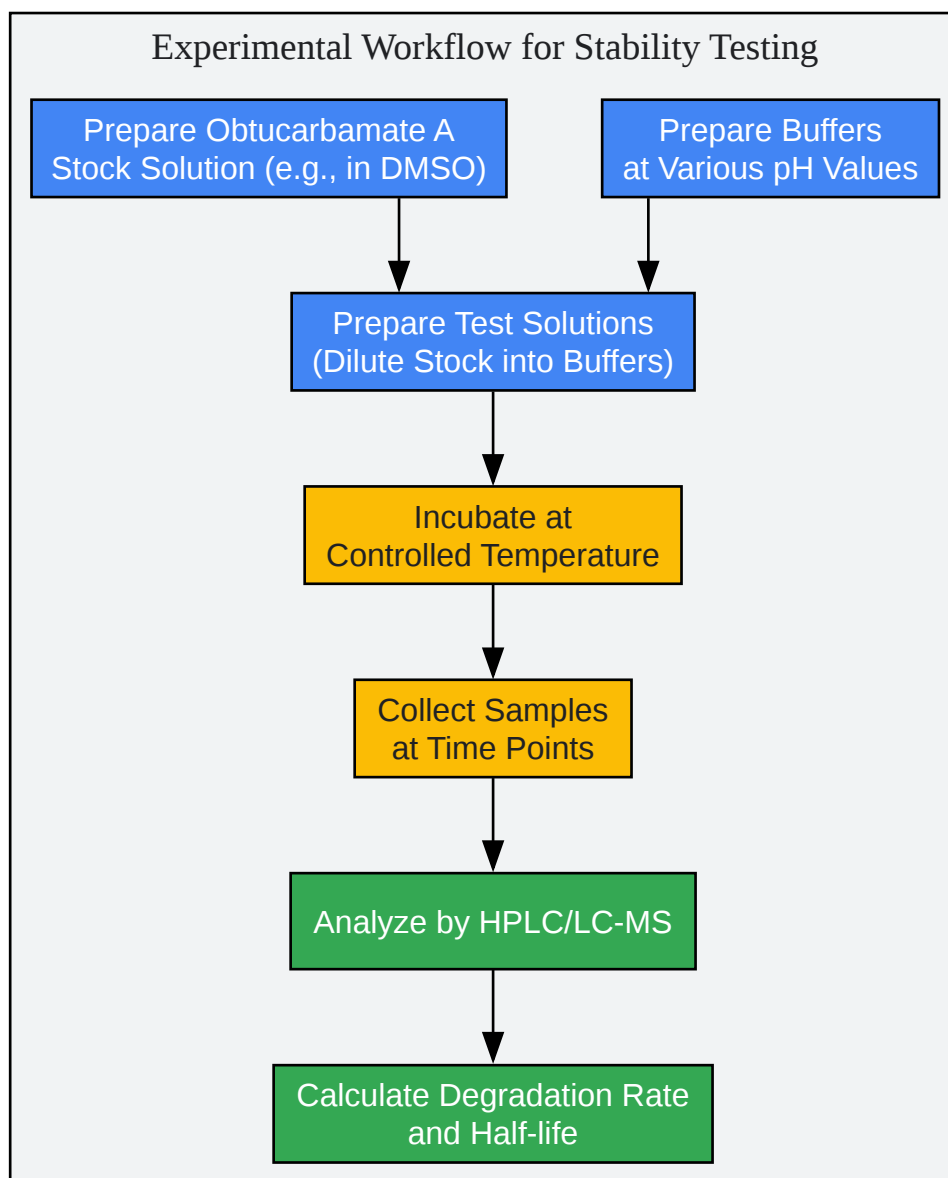 Experimental Workflow for Stability Testing
Prepare Obtucarbamate A
Stock Solution (e.g., in DMSO)
Prepare Buffers
at Various pH Values
Prepare Test Solutions
(Dilute Stock into Buffers)
Incubate at
Controlled Temperature
Collect Samples
at Time Points
Analyze by HPLC/LC-MS
Calculate Degradation Rate
and Half-life